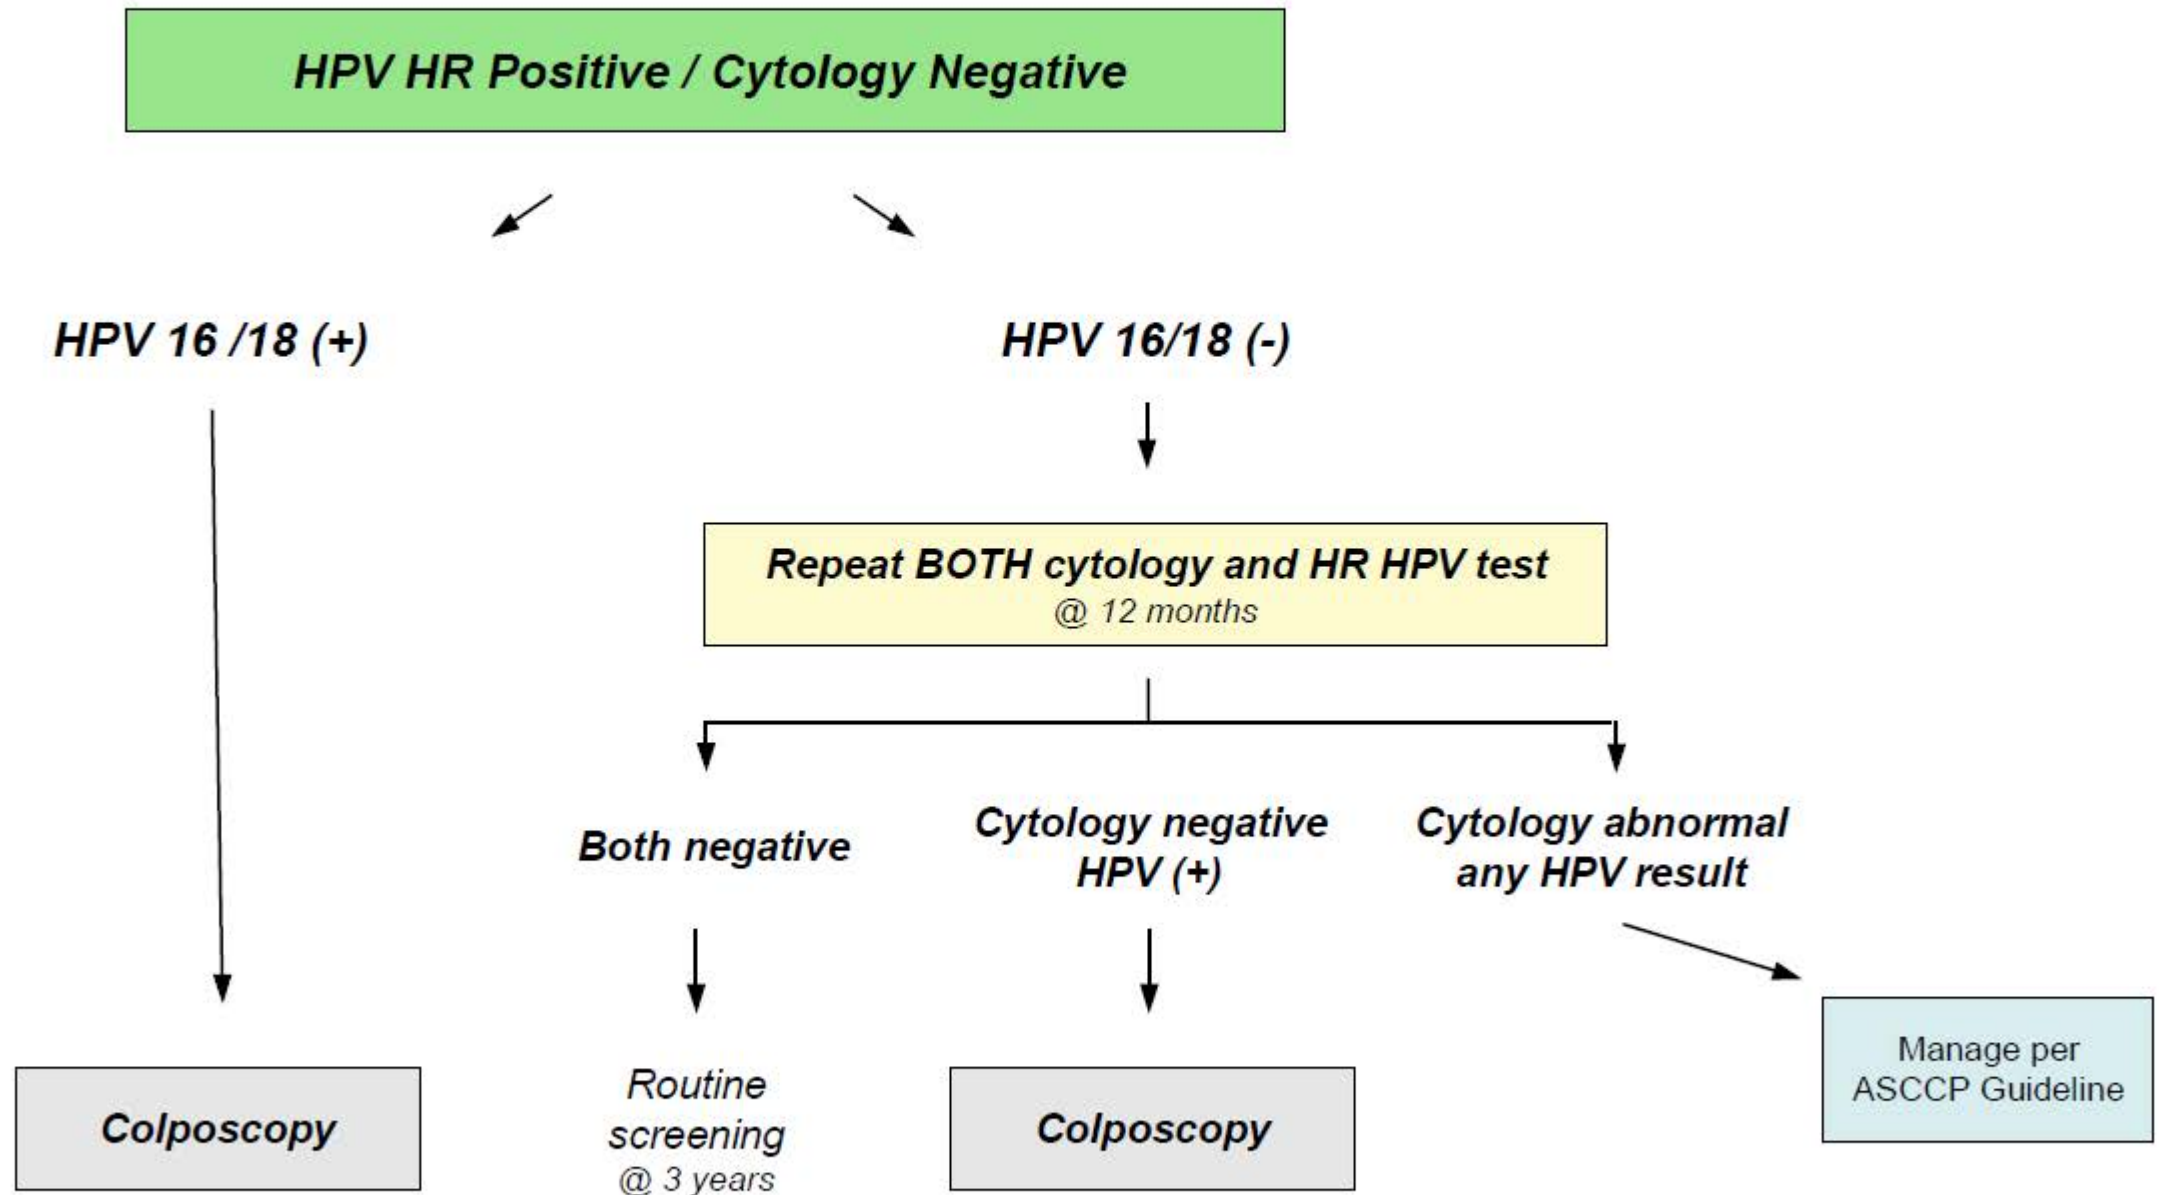 HPV HR Positive / Cytology Negative
HPV 16 /18 (+)
HPV 16/18 (-)
Repeat BOTH cytology and HR HPV test
@ 12 months
Both negative
Cytology negative
HPV (+)
Cytology abnormal
any HPV result
Colposcopy
Routine
screening
@ 3 years
Colposcopy
Manage per
ASCCP Guideline